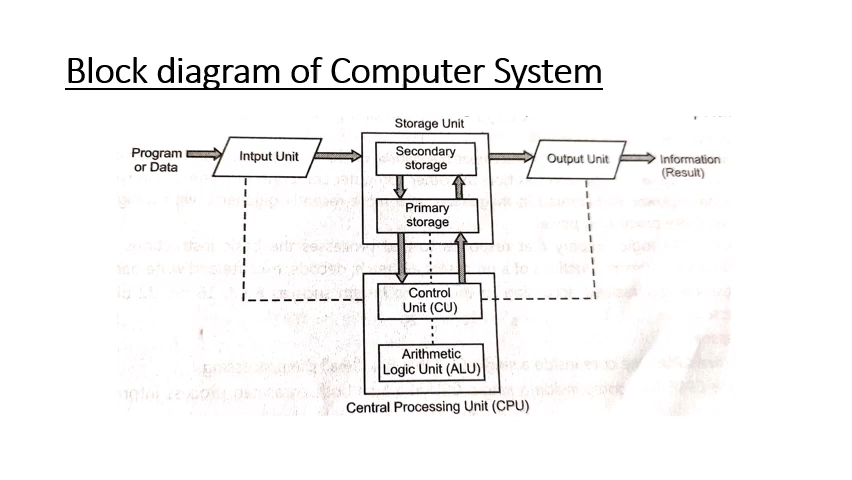 Block diagram of Computer System
Storage Unit
Program
or Data
Intput Unit
Secondary
storage
Output Unit
Information
(Result)
Primary
storage
Control
Unit (CU)
Arithmetic
Logic Unit (ALU)
Central Processing Unit (CPU)